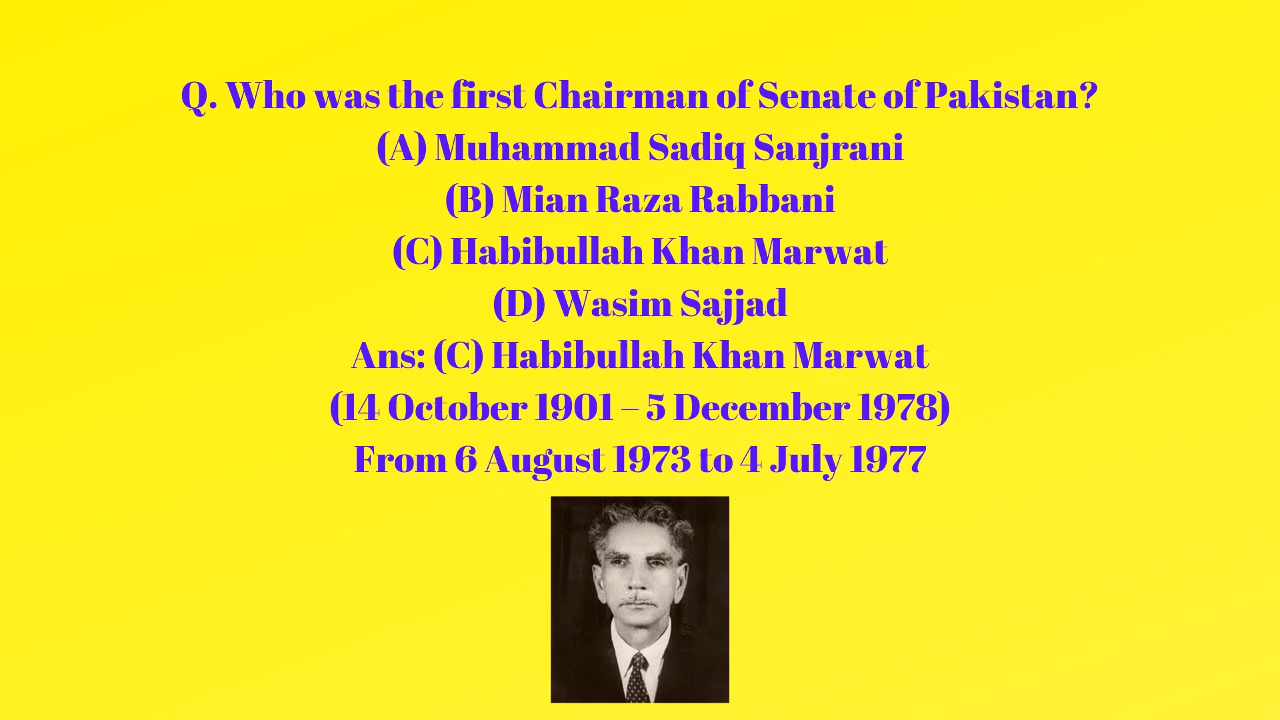 Q. Who was the first Chairman of Senate of Pakistan?
(A) Muhammad Sadiq Sanjrani
(B) Mian Raza Rabbani
(C) Habibullah Khan Marwat
(D) Wasim Sajjad
Ans: (C) Habibullah Khan Marwat
(14 October 1901 – 5 December 1978)
From 6 August 1973 to 4 July 1977